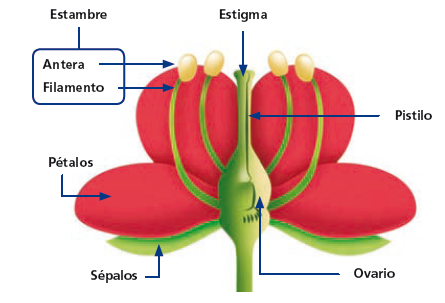 Estambre
Estigma
Antera
Filamento
Pistilo
Pétalos
Sépalos
Ovario